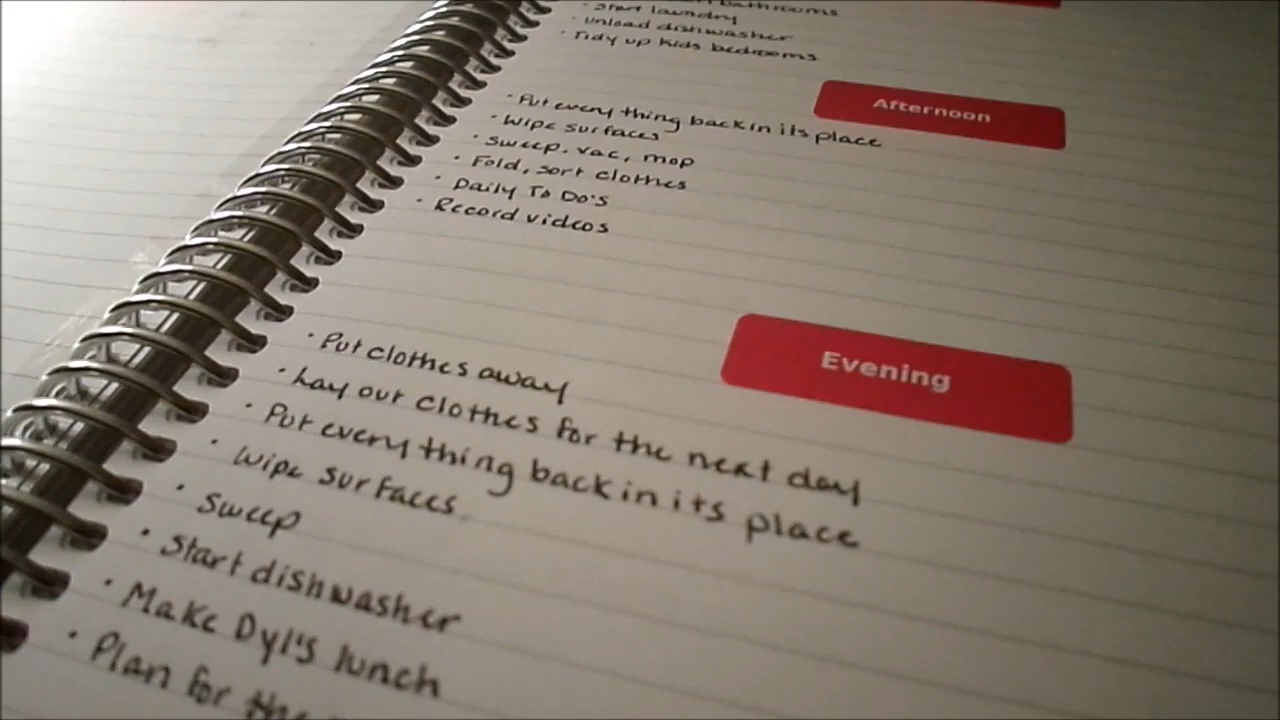 bathrooms
· Start laundry
· Unload dishwasher
· Tidy up kids bedrooms
Afternoon
· Put every thing back in its place
· Wipe surfaces
· Sweep, vac, mop
· Fold, sort clothes
· Daily To Do's
· Record videos
Evening
· Put clothes away
· Lay out clothes for the next day
· Put every thing back in its place
· Wipe surfaces
· Sweep
· Start dishwasher
· Make Dyl's lunch
· Plan for the